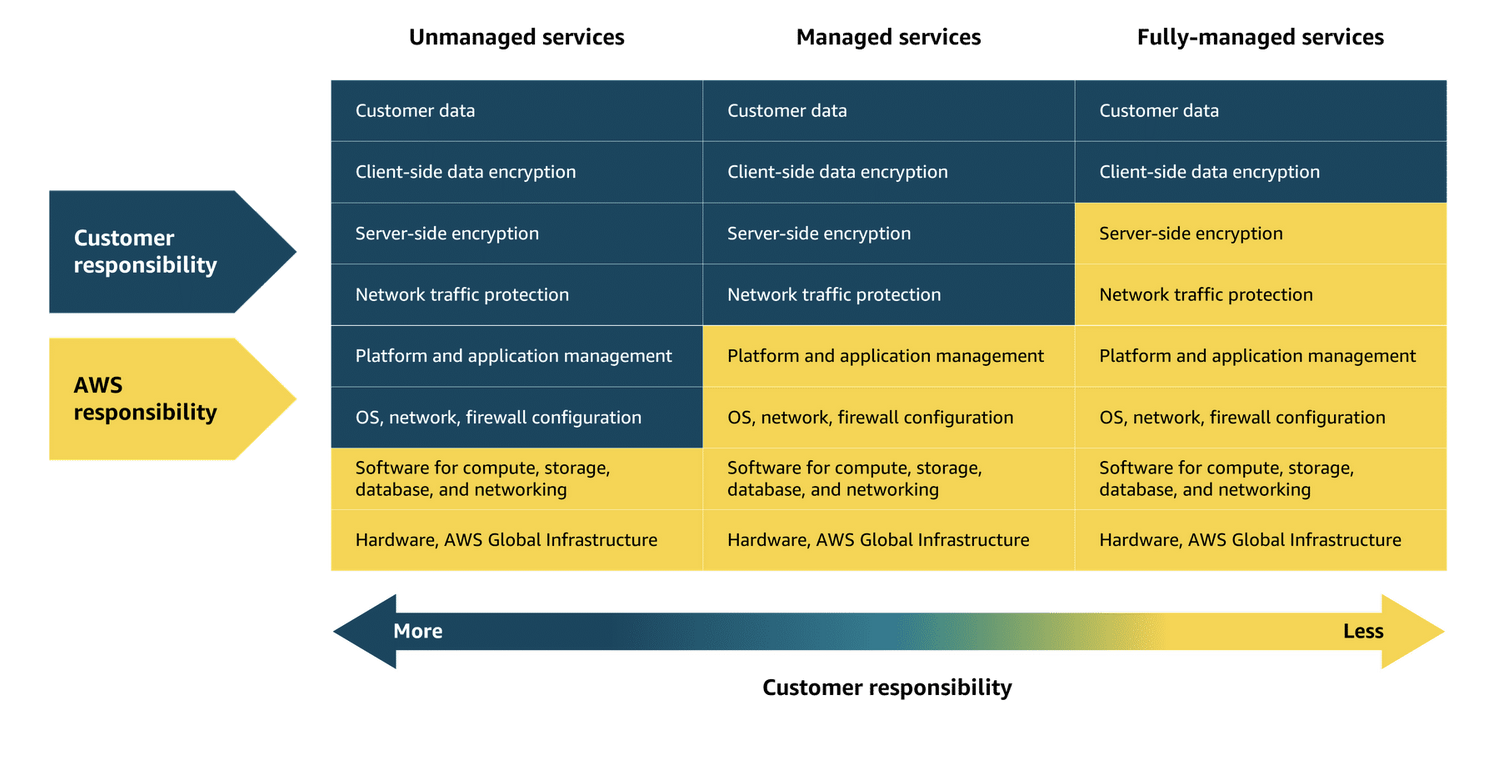 Unmanaged services
Managed services
Fully-managed services
Customer data
Customer data
Customer data
Client-side data encryption
Client-side data encryption
Client-side data encryption
Customer
responsibility
Server-side encryption
Server-side encryption
Server-side encryption
Network traffic protection
Network traffic protection
Network traffic protection
AWS
responsibility
Platform and application management
Platform and application management
Platform and application management
OS, network, firewall configuration
OS, network, firewall configuration
OS, network, firewall configuration
Software for compute, storage,
database, and networking
Software for compute, storage,
database, and networking
Software for compute, storage,
database, and networking
Hardware, AWS Global Infrastructure
Hardware, AWS Global Infrastructure
Hardware, AWS Global Infrastructure
More
Less
Customer responsibility